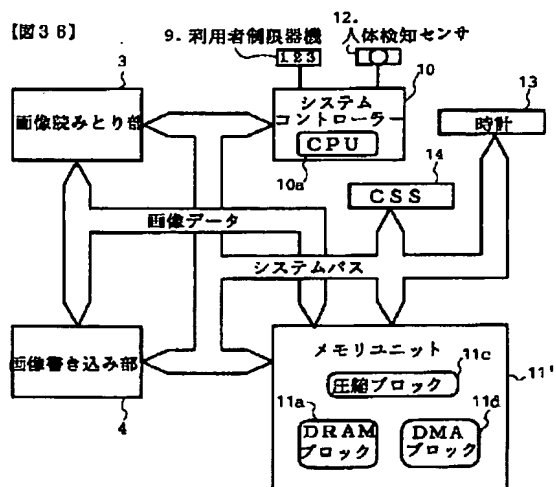 【図36】
9. 利用者制限器機
123
12.
人体検知センサ
3
画像読みとり部
10
システム
コントローラー
CPU
10a
13
時計
14
CSS
画像データ
システムバス
画像書き込み部
4
メモリユニット
11'
11c
圧縮ブロック
11a
DRAM
ブロック
11d
DMA
ブロック